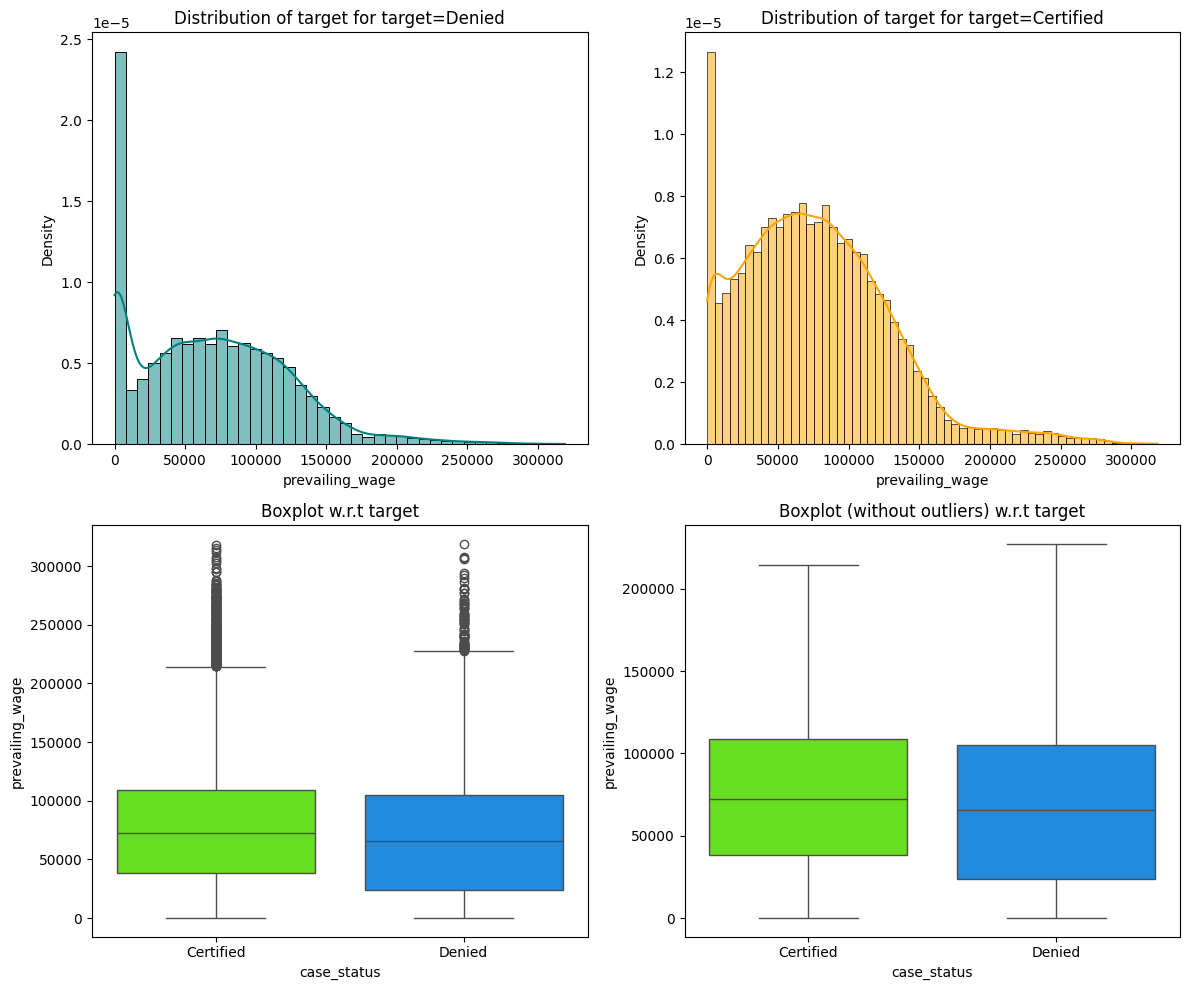 Distribution of target for target=Denied
1e−5
2.5
2.0
1.5
1.0
0.5
0.0
Density
0 50000 100000 150000 200000 250000 300000
prevailing_wage
Distribution of target for target=Certified
1e−5
1.2
1.0
0.8
0.6
0.4
0.2
0.0
Density
0 50000 100000 150000 200000 250000 300000
prevailing_wage
Boxplot w.r.t target
300000
250000
200000
150000
100000
50000
0
prevailing_wage
Certified Denied
case_status
Boxplot (without outliers) w.r.t target
200000
150000
100000
50000
0
prevailing_wage
Certified Denied
case_status